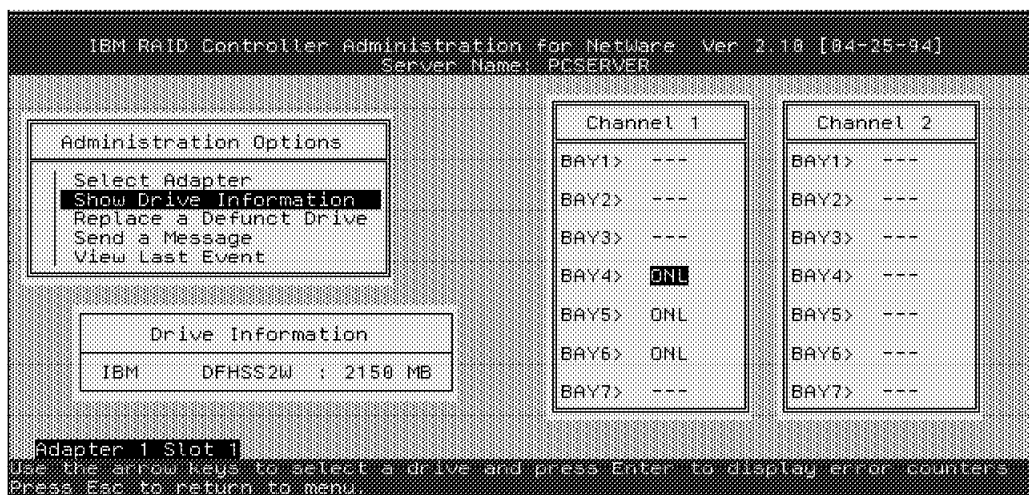 IBM RAID Controller Administration for NetWare Ver 2.10 [04-25-94]
Server Name: PCSERVER
Administration Options
Select Adapter
Show Drive Information
Replace a Defunct Drive
Send a Message
View Last Event
Drive Information
IBM DFHSS2W : 2150 MB
Channel 1
BAY1> ---
BAY2> ---
BAY3> ---
BAY4> ONL
BAY5> ONL
BAY6> ONL
BAY7> ---
Channel 2
BAY1> ---
BAY2> ---
BAY3> ---
BAY4> ---
BAY5> ---
BAY6> ---
BAY7> ---
Adapter 1 Slot 1
Use the arrow keys to select a drive and press Enter to display error counters
Press Esc to return to menu.